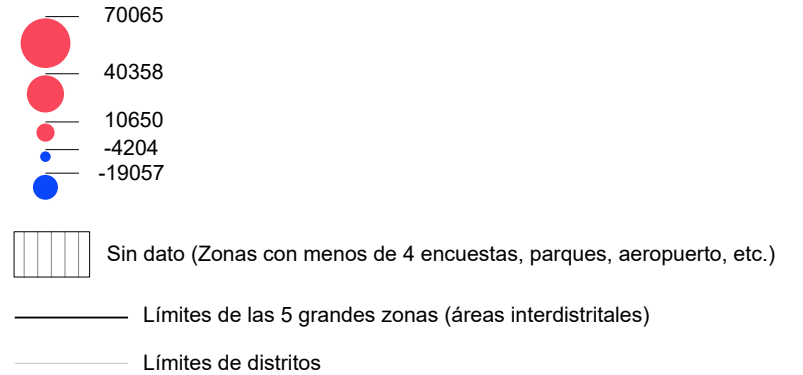 70065
40358
10650
-4204
-19057
Sin dato (Zonas con menos de 4 encuestas, parques, aeropuerto, etc.)
Límites de las 5 grandes zonas (áreas interdistritales)
Límites de distritos